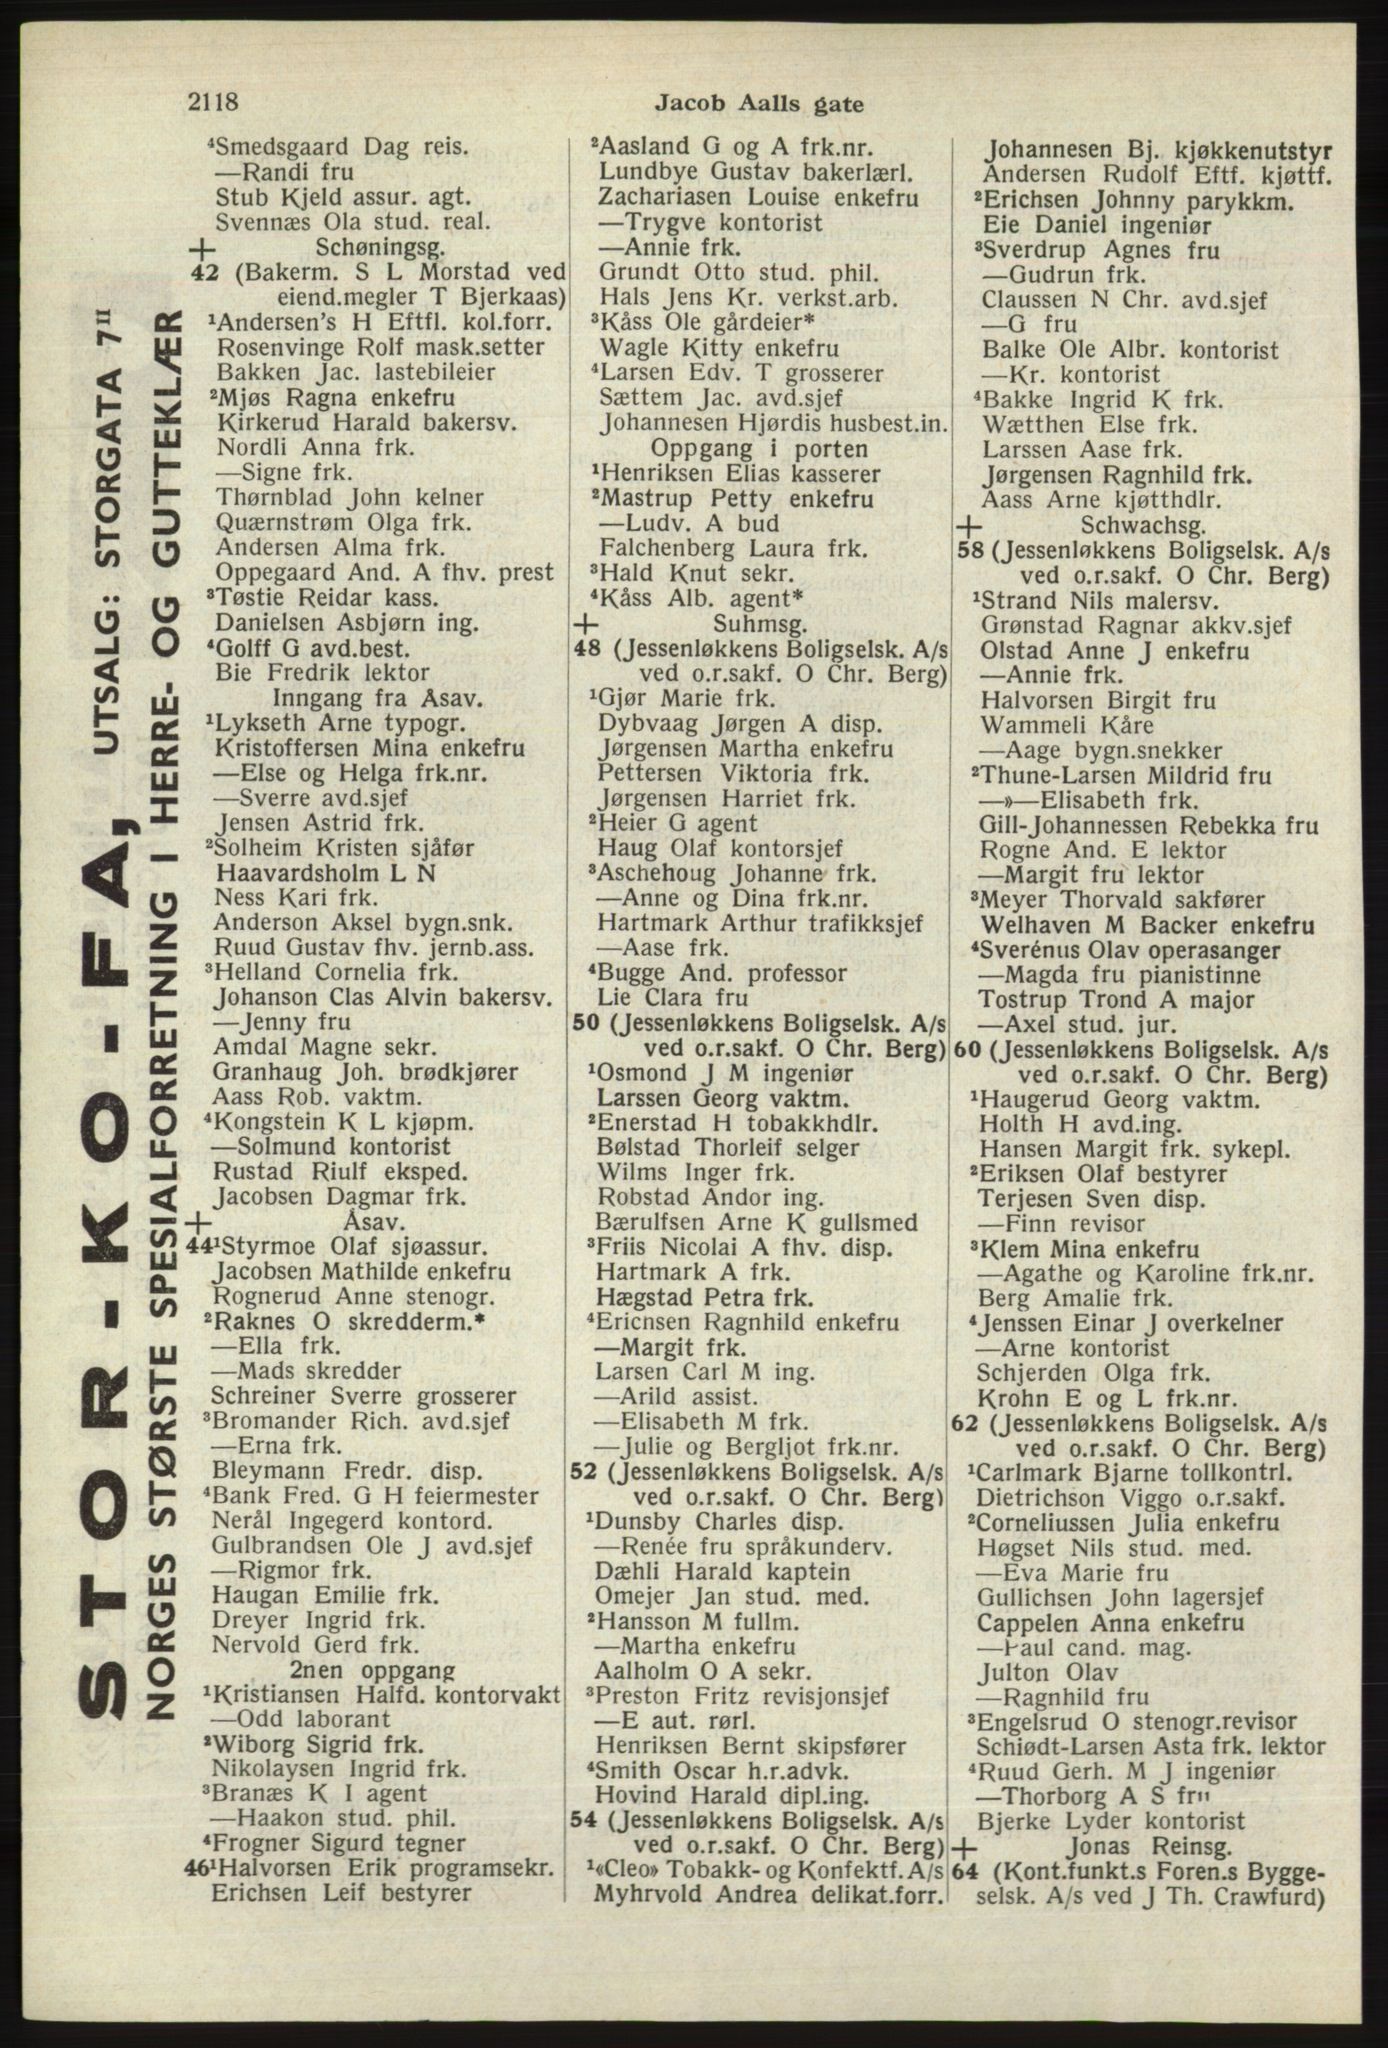 2118
Jacob Aalls gate
STOR-KO-FA, UTSALG: STORGATA 7II
NORGES STØRSTE SPESIALFORRETNING I HERRE- OG GUTTEKLÆR
⁴Smedsgaard Dag reis.
—Randi fru
Stub Kjeld assur. agt.
Svennæs Ola stud. real.
+ Schøningsg.
42 (Bakerm. S L Morstad ved
eiend.megler T Bjerkaas)
¹Andersen's H Eftfl. kol.forr.
Rosenvinge Rolf mask.setter
Bakken Jac. lastebileier
²Mjøs Ragna enkefru
Kirkerud Harald bakersv.
Nordli Anna frk.
—Signe frk.
Thørnblad John kelner
Quærnstrøm Olga frk.
Andersen Alma frk.
Oppegaard And. A fhv. prest
³Tøstie Reidar kass.
Danielsen Asbjørn ing.
⁴Golff G avd.best.
Bie Fredrik lektor
Inngang fra Åsav.
¹Lykseth Arne typogr.
Kristoffersen Mina enkefru
—Else og Helga frk.nr.
—Sverre avd.sjef
Jensen Astrid frk.
²Solheim Kristen sjåfør
Haavardsholm L N
Ness Kari frk.
Anderson Aksel bygn.snk.
Ruud Gustav fhv. jernb.ass.
³Helland Cornelia frk.
Johanson Clas Alvin bakersv.
—Jenny fru
Amdal Magne sekr.
Granhaug Joh. brødkjører
Aass Rob. vaktm.
⁴Kongstein K L kjøpm.
—Solmund kontorist
Rustad Riulf eksped.
Jacobsen Dagmar frk.
+ Åsav.
44¹Styrmoe Olaf sjøassur.
Jacobsen Mathilde enkefru
Rognerud Anne stenogr.
²Raknes O skredderm.*
—Ella frk.
—Mads skredder
Schreiner Sverre grosserer
³Bromander Rich. avd.sjef
—Erna frk.
Bleymann Fredr. disp.
⁴Bank Fred. G H feiermester
Nerål Ingegerd kontord.
Gulbrandsen Ole J avd.sjef
—Rigmor frk.
Haugan Emilie frk.
Dreyer Ingrid frk.
Nervold Gerd frk.
2nen oppgang
¹Kristiansen Halfd. kontorvakt
—Odd laborant
²Wiborg Sigrid frk.
Nikolaysen Ingrid frk.
³Branæs K I agent
—Haakon stud. phil.
⁴Frogner Sigurd tegner
46¹Halvorsen Erik programsekr.
Erichsen Leif bestyrer
²Aasland G og A frk.nr.
Lundbye Gustav bakerlærl.
Zachariasen Louise enkefru
—Trygve kontorist
—Annie frk.
Grundt Otto stud. phil.
Hals Jens Kr. verkst.arb.
³Kåss Ole gårdeier*
Wagle Kitty enkefru
⁴Larsen Edv. T grosserer
Sættem Jac. avd.sjef
Johannesen Hjørdis husbest.in.
Oppgang i porten
¹Henriksen Elias kasserer
²Mastrup Petty enkefru
—Ludv. A bud
Falchenberg Laura frk.
³Hald Knut sekr.
⁴Kåss Alb. agent*
+ Suhmsg.
48 (Jessenløkkens Boligselsk. A/s
ved o.r.sakf. O Chr. Berg)
¹Gjør Marie frk.
Dybvaag Jørgen A disp.
Jørgensen Martha enkefru
Pettersen Viktoria frk.
Jørgensen Harriet frk.
²Heier G agent
Haug Olaf kontorsjef
³Aschehoug Johanne frk.
—Anne og Dina frk.nr.
Hartmark Arthur trafikksjef
—Aase frk.
⁴Bugge And. professor
Lie Clara fru
50 (Jessenløkkens Boligselsk. A/s
ved o.r.sakf. O Chr. Berg)
¹Osmond J M ingeniør
Larssen Georg vaktm.
²Enerstad H tobakkhdlr.
Bølstad Thorleif selger
Wilms Inger frk.
Robstad Andor ing.
Bærulfsen Arne K gullsmed
³Friis Nicolai A fhv. disp.
Hartmark A frk.
Hægstad Petra frk.
⁴Erichsen Ragnhild enkefru
—Margit frk.
Larsen Carl M ing.
—Arild assist.
—Elisabeth M frk.
—Julie og Bergljot frk.nr.
52 (Jessenløkkens Boligselsk. A/s
ved o.r.sakf. O Chr. Berg)
¹Dunsby Charles disp.
—Renée fru språkunderv.
Dæhli Harald kaptein
Omejer Jan stud. med.
²Hansson M fullm.
—Martha enkefru
Aalholm O A sekr.
³Preston Fritz revisjonsjef
—E aut. rørl.
Henriksen Bernt skipsfører
⁴Smith Oscar h.r.advk.
Hovind Harald dipl.ing.
54 (Jessenløkkens Boligselsk. A/s
ved o.r.sakf. O Chr. Berg)
¹«Cleo» Tobakk- og Konfektf. A/s
Myhrvold Andrea delikat.forr.
Johannesen Bj. kjøkkenutstyr
Andersen Rudolf Eftf. kjøttf.
²Erichsen Johnny parykkm.
Eie Daniel ingeniør
³Sverdrup Agnes fru
—Gudrun frk.
Claussen N Chr. avd.sjef
—G fru
Balke Ole Albr. kontorist
—Kr. kontorist
⁴Bakke Ingrid K frk.
Wætthen Else frk.
Larssen Aase frk.
Jørgensen Ragnhild frk.
Aass Arne kjøtthdlr.
+ Schwachsg.
58 (Jessenløkkens Boligselsk. A/s
ved o.r.sakf. O Chr. Berg)
¹Strand Nils malersv.
Grønstad Ragnar akkv.sjef
Olstad Anne J enkefru
—Annie frk.
Halvorsen Birgit fru
Wammeli Kåre
—Aage bygn.snekker
²Thune-Larsen Mildrid fru
—»—Elisabeth frk.
Gill-Johannessen Rebekka fru
Rogne And. E lektor
—Margit fru lektor
³Meyer Thorvald sakfører
Welhaven M Backer enkefru
⁴Sverénus Olav operasanger
—Magda fru pianistinne
Tostrup Trond A major
—Axel stud. jur.
60 (Jessenløkkens Boligselsk. A/s
ved o.r.sakf. O Chr. Berg)
¹Haugerud Georg vaktm.
Holth H avd.ing.
Hansen Margit frk. sykepl.
²Eriksen Olaf bestyrer
Terjesen Sven disp.
—Finn revisor
³Klem Mina enkefru
—Agathe og Karoline frk.nr.
Berg Amalie frk.
⁴Jenssen Einar J overkelner
—Arne kontorist
Schjerden Olga frk.
Krohn E og L frk.nr.
62 (Jessenløkkens Boligselsk. A/s
ved o.r.sakf. O Chr. Berg)
¹Carlmark Bjarne tollkontrl.
Dietrichson Viggo o.r.sakf.
²Corneliussen Julia enkefru
Høgset Nils stud. med.
—Eva Marie fru
Gullichsen John lagersjef
Cappelen Anna enkefru
—Paul cand. mag.
Julton Olav
—Ragnhild fru
³Engelsrud O stenogr.revisor
Schiødt-Larsen Asta frk. lektor
⁴Ruud Gerh. M J ingeniør
—Thorborg A S fru
Bjerke Lyder kontorist
+ Jonas Reinsg.
64 (Kont.funkt.s Foren.s Bygge-
selsk. A/s ved J Th. Crawfurd)